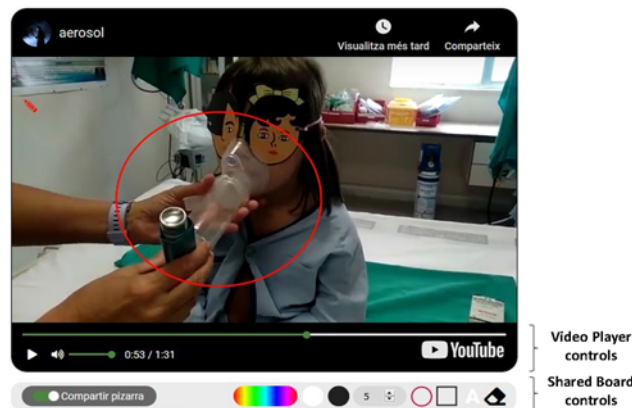 aerosol
Visualitza més tard
Comparteix
0:53 / 1:31
YouTube
Video Player
controls
Compartir pizarra
5
A
Shared Board
controls